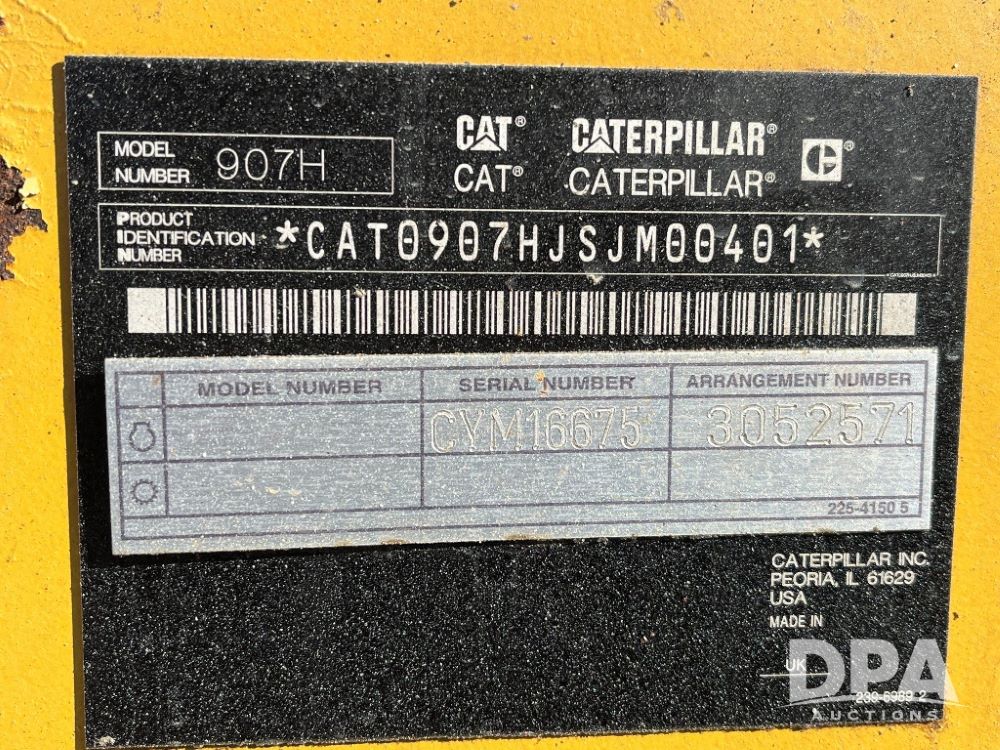 CAT® CATERPILLAR®
CAT® CATERPILLAR®
MODEL
NUMBER 907H
PRODUCT
IDENTIFICATION
NUMBER
*CAT0907HJSJM00401*
MODEL NUMBER SERIAL NUMBER ARRANGEMENT NUMBER
CYM16675 3052571
225-4150 5
CATERPILLAR INC.
PEORIA, IL 61629
USA
MADE IN
UK
239-6989 2
DPA
AUCTIONS